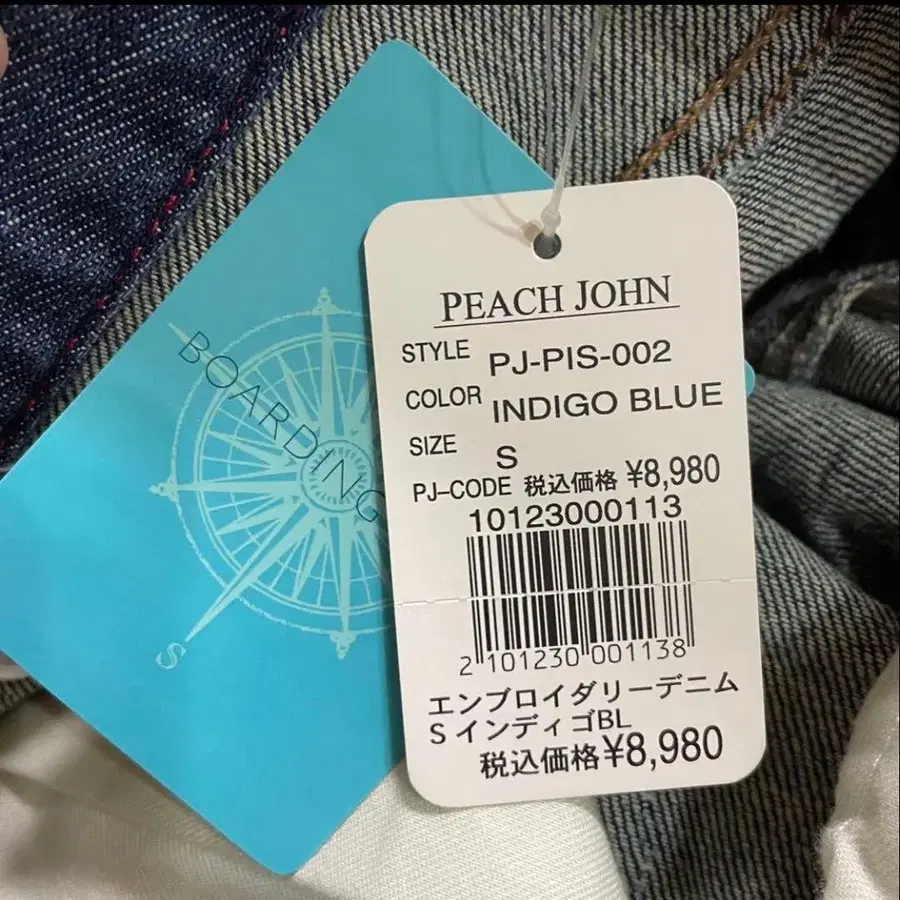 BOARDING
S
PEACH JOHN
STYLE PJ-PIS-002
COLOR INDIGO BLUE
SIZE S
PJ-CODE 税込価格 ¥8,980
10123000113
2 101230 001138
エンブロイダリーデニム
S インディゴBL
税込価格¥8,980